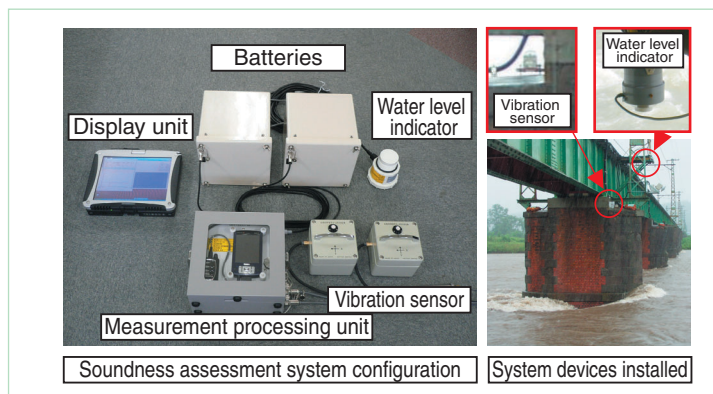 Batteries
Display unit
Water level
indicator
Vibration sensor
Measurement processing unit
Soundness assessment system configuration
Water level
indicator
Vibration
sensor
System devices installed